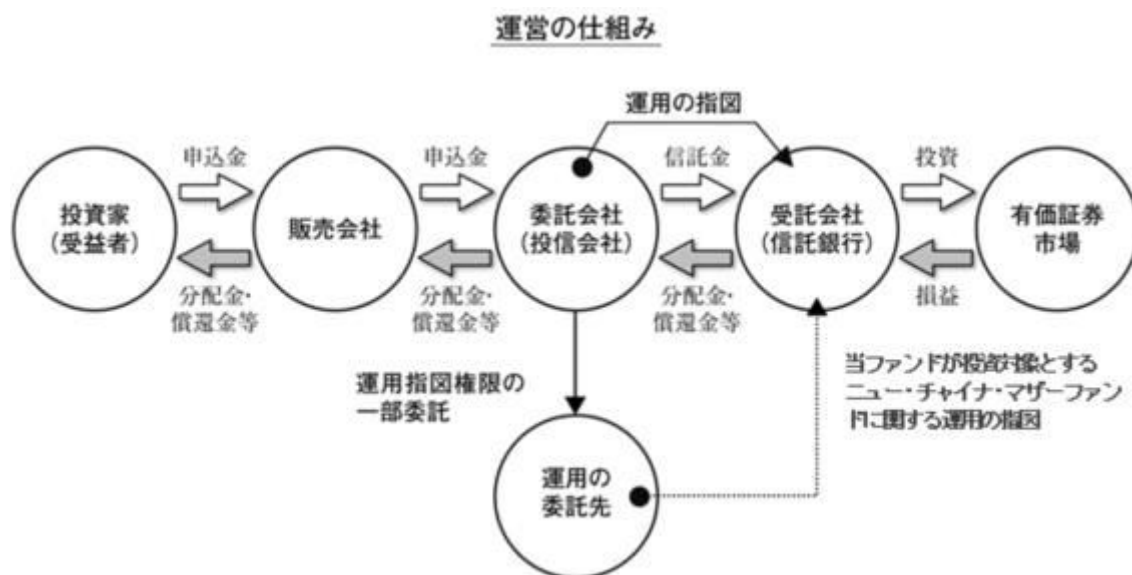 運営の仕組み
運用の指図
申込金
申込金
信託金
投資
投資家
(受益者)
販売会社
委託会社
(投信会社)
受託会社
(信託銀行)
有価証券
市場
分配金・
償還金等
分配金・
償還金等
分配金・
償還金等
損益
運用指図権限の
一部委託
当ファンドが投資対象とする
ニュー・チャイナ・マザーファン
ドに関する運用の指図
運用の
委託先